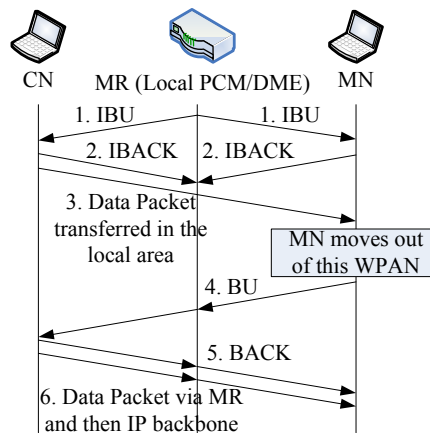 CN
MR (Local PCM/DME)
MN
1. IBU
1. IBU
2. IBACK
2. IBACK
3. Data Packet
transferred in the
local area
MN moves out
of this WPAN
4. BU
5. BACK
6. Data Packet via MR
and then IP backbone